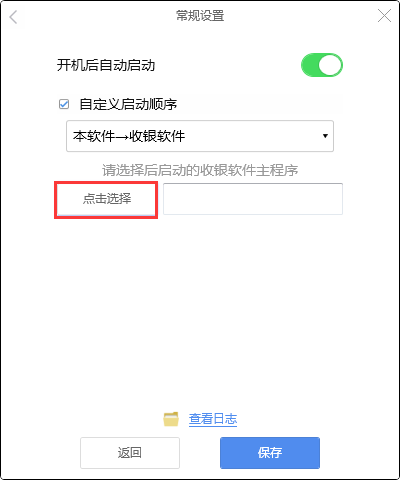 常规设置
开机后自动启动
自定义启动顺序
本软件→收银软件
请选择后启动的收银软件主程序
点击选择
查看日志
返回
保存